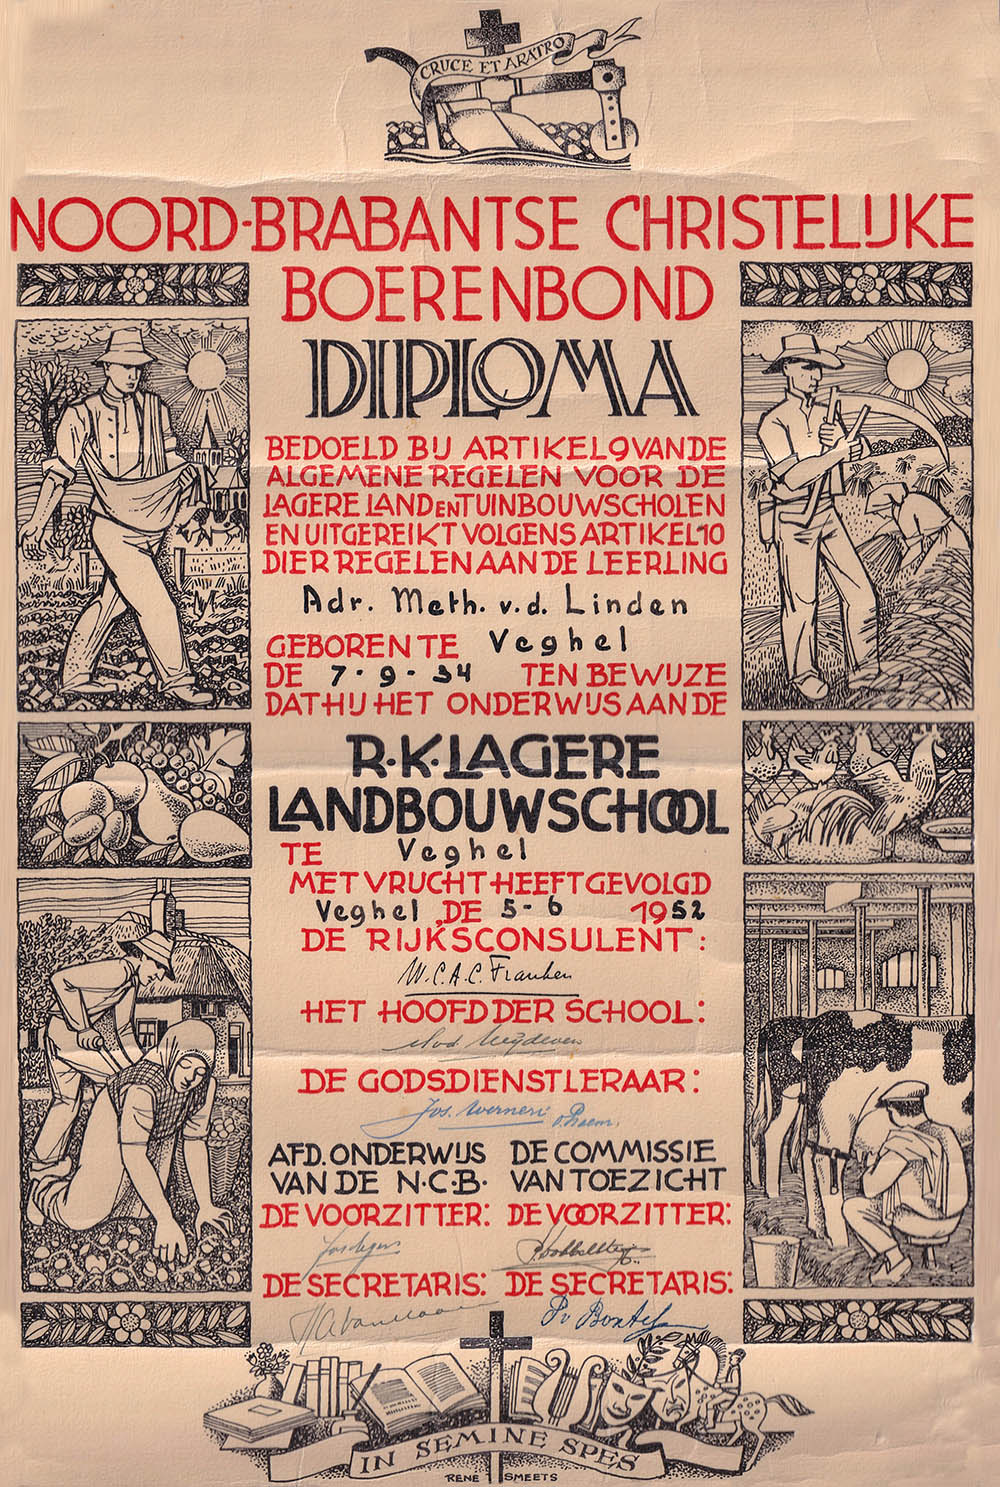 CRUCE ET ARATRO
NOORD-BRABANTSE CHRISTELIJKE
BOERENBOND
DIPLOMA
BEDOELD BIJ ARTIKEL 9 VAN DE
ALGEMENE REGELEN VOOR DE
LAGERE LAND EN TUINBOUWSCHOLEN
EN UITGEREIKT VOLGENS ARTIKEL 10
DIER REGELEN AAN DE LEERLING
Adr. Meth. v.d. Linden
GEBOREN TE Veghel
DE 7-9-34 TEN BEWIJZE
DAT HIJ HET ONDERWIJS AAN DE
R.K. LAGERE
LANDBOUWSCHOOL
TE Veghel
MET VRUCHT HEEFT GEVOLGD
Veghel, DE 5-6 1952
DE RIJKSCONSULENT:
W.C.A.C. Franken
HET HOOFD DER SCHOOL:
DE GODSDIENSTLERAAR:
Jos.
AFD. ONDERWIJS DE COMMISSIE
VAN DE N.C.B. VAN TOEZICHT
DE VOORZITTER: DE VOORZITTER:
DE SECRETARIS: DE SECRETARIS:
IN SEMINE SPES
RENE SMEETS